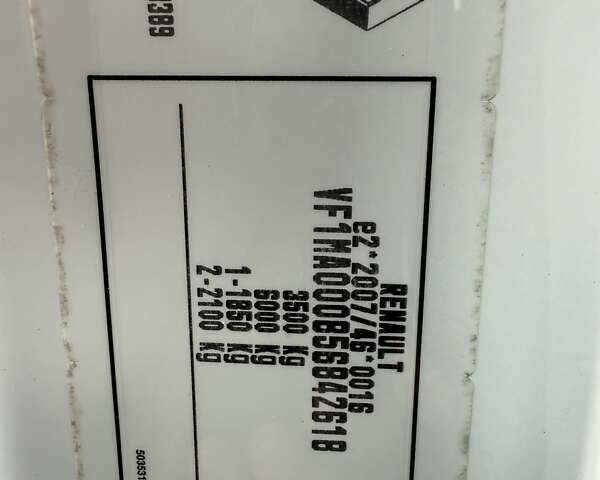 RENAULT
e2*2007/46*0016
VF1MA000856842618
3500 Kg
6000 Kg
1-1850 Kg
2-2100 Kg